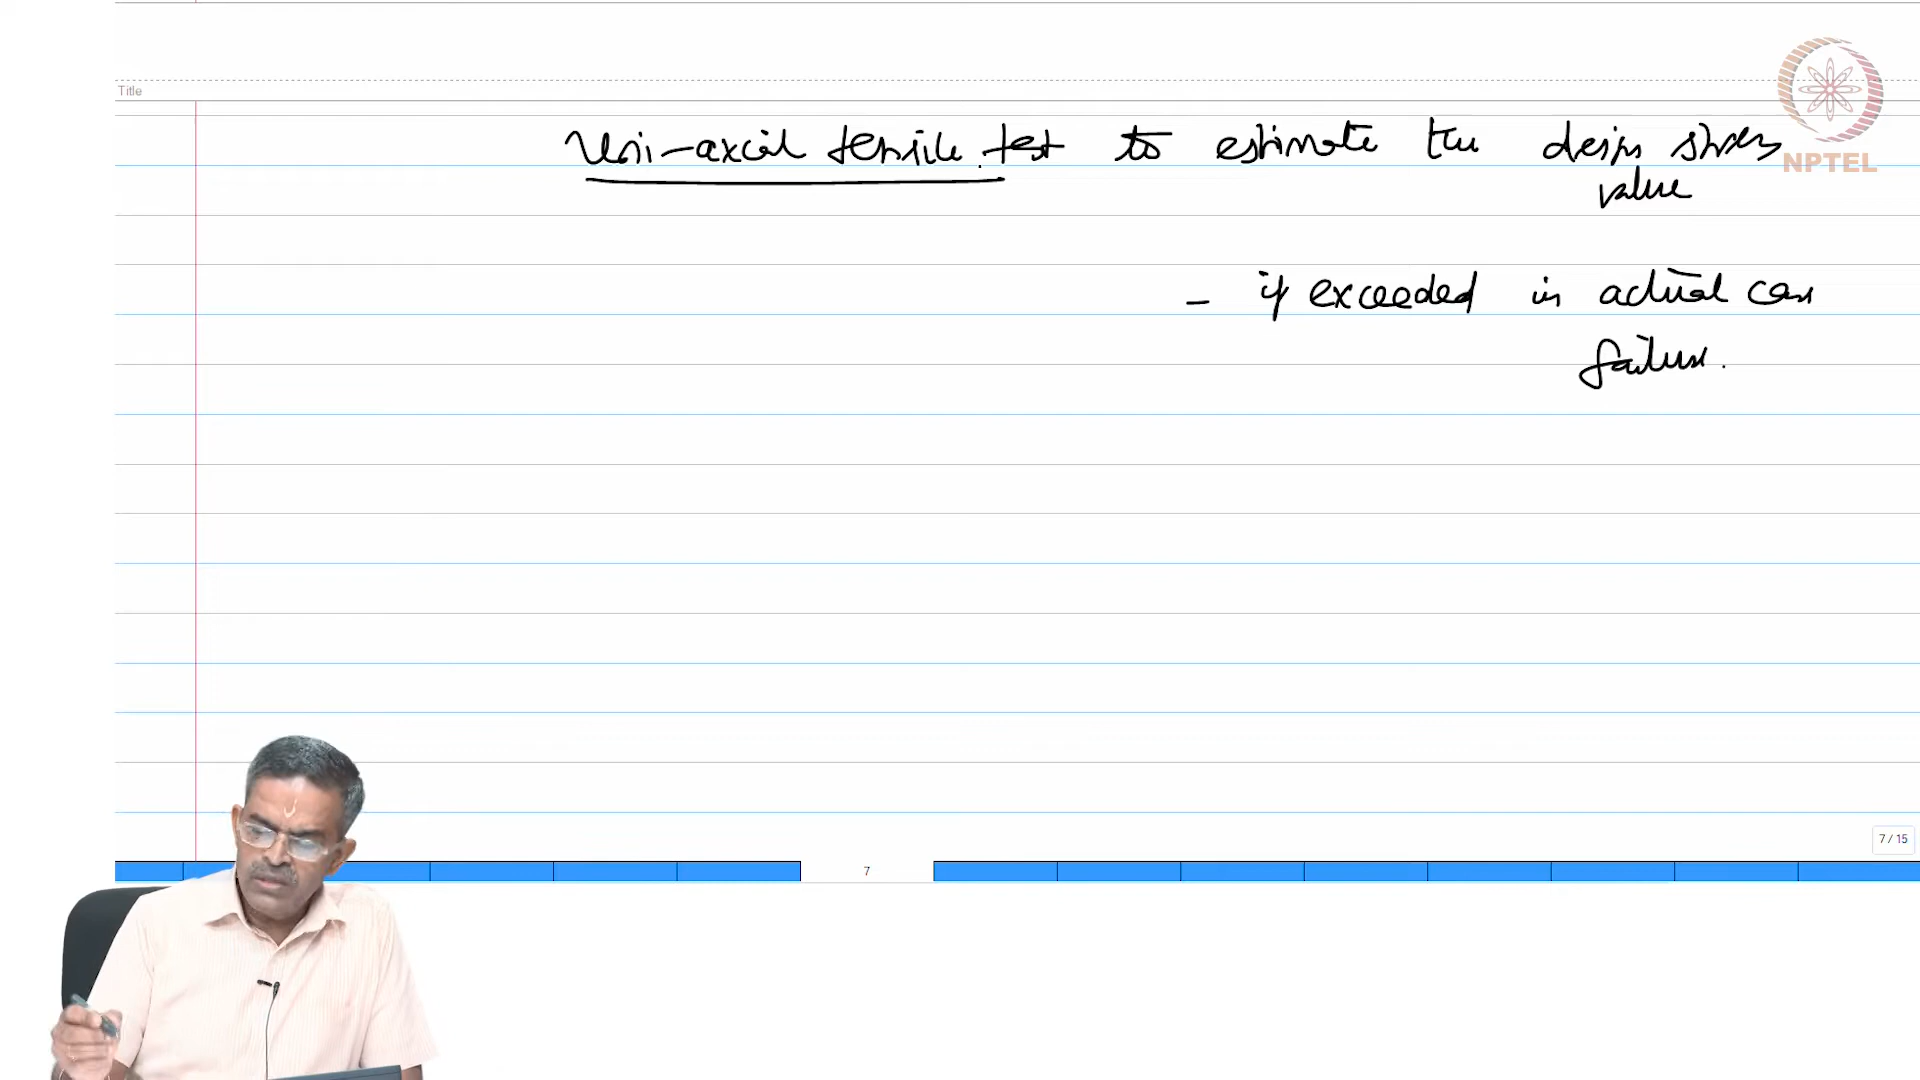 Title
Uni-axial tensile test to estimate the design stress
value
NPTEL
- if exceeded in actual case
failure.
7 / 15
7